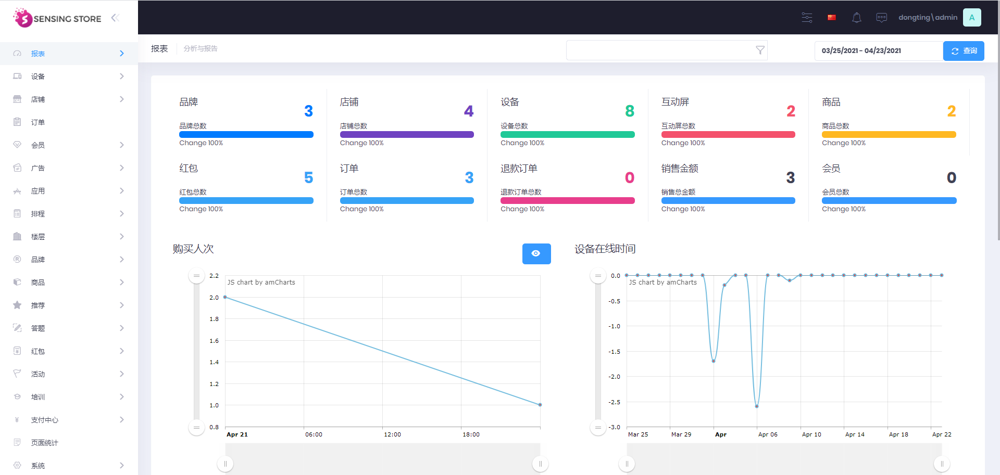 SENSING STORE
dongting\admin
A
报表
设备
店铺
订单
会员
广告
应用
排程
楼层
品牌
商品
推荐
答题
红包
活动
培训
支付中心
页面统计
系统
报表
分析与报告
03/25/2021 - 04/23/2021
查询
品牌
3
品牌总数
Change 100%
店铺
4
店铺总数
Change 100%
设备
8
设备总数
Change 100%
互动屏
2
互动屏总数
Change 100%
商品
2
商品总数
Change 100%
红包
5
红包总数
Change 100%
订单
3
订单总数
Change 100%
退款订单
0
退款订单总数
Change 100%
销售金额
3
销售总金额
Change 100%
会员
0
会员总数
Change 100%
购买人次
JS chart by amCharts
2.2
2.0
1.8
1.6
1.4
1.2
1.0
0.8
Apr 21
06:00
12:00
18:00
设备在线时间
JS chart by amCharts
0.0
-0.5
-1.0
-1.5
-2.0
-2.5
-3.0
Mar 25
Mar 29
Apr
Apr 06
Apr 10
Apr 14
Apr 18
Apr 22